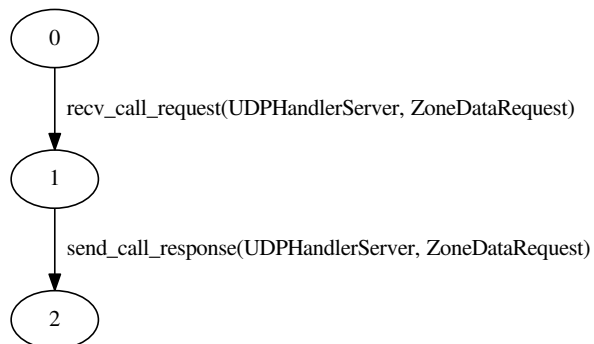 0
recv_call_request(UDPHandlerServer, ZoneDataRequest)
1
send_call_response(UDPHandlerServer, ZoneDataRequest)
2